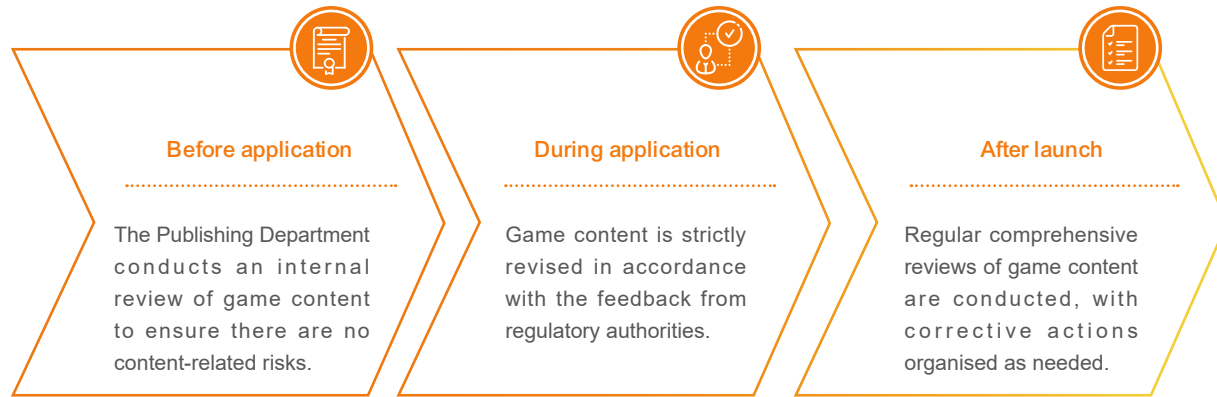 Before application
The Publishing Department
conducts an internal
review of game content
to ensure there are no
content-related risks.
During application
Game content is strictly
revised in accordance
with the feedback from
regulatory authorities.
After launch
Regular comprehensive
reviews of game content
are conducted, with
corrective actions
organised as needed.